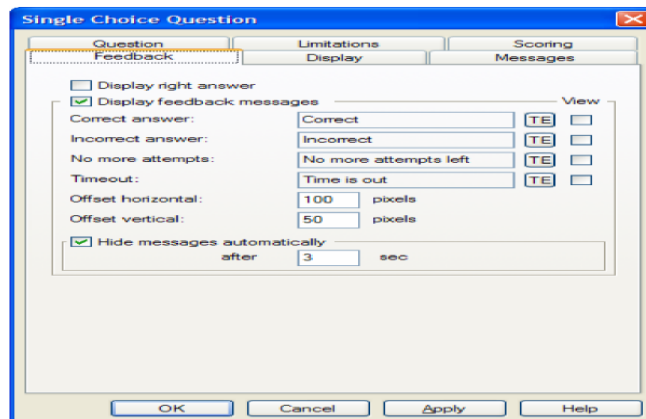 Single Choice Question
Question Limitations Scoring
Feedback Display Messages
Display right answer
Display feedback messages View
Correct answer: Correct TE
Incorrect answer: Incorrect TE
No more attempts: No more attempts left TE
Timeout: Time is out TE
Offset horizontal: 100 pixels
Offset vertical: 50 pixels
Hide messages automatically
after 3 sec
OK Cancel Apply Help